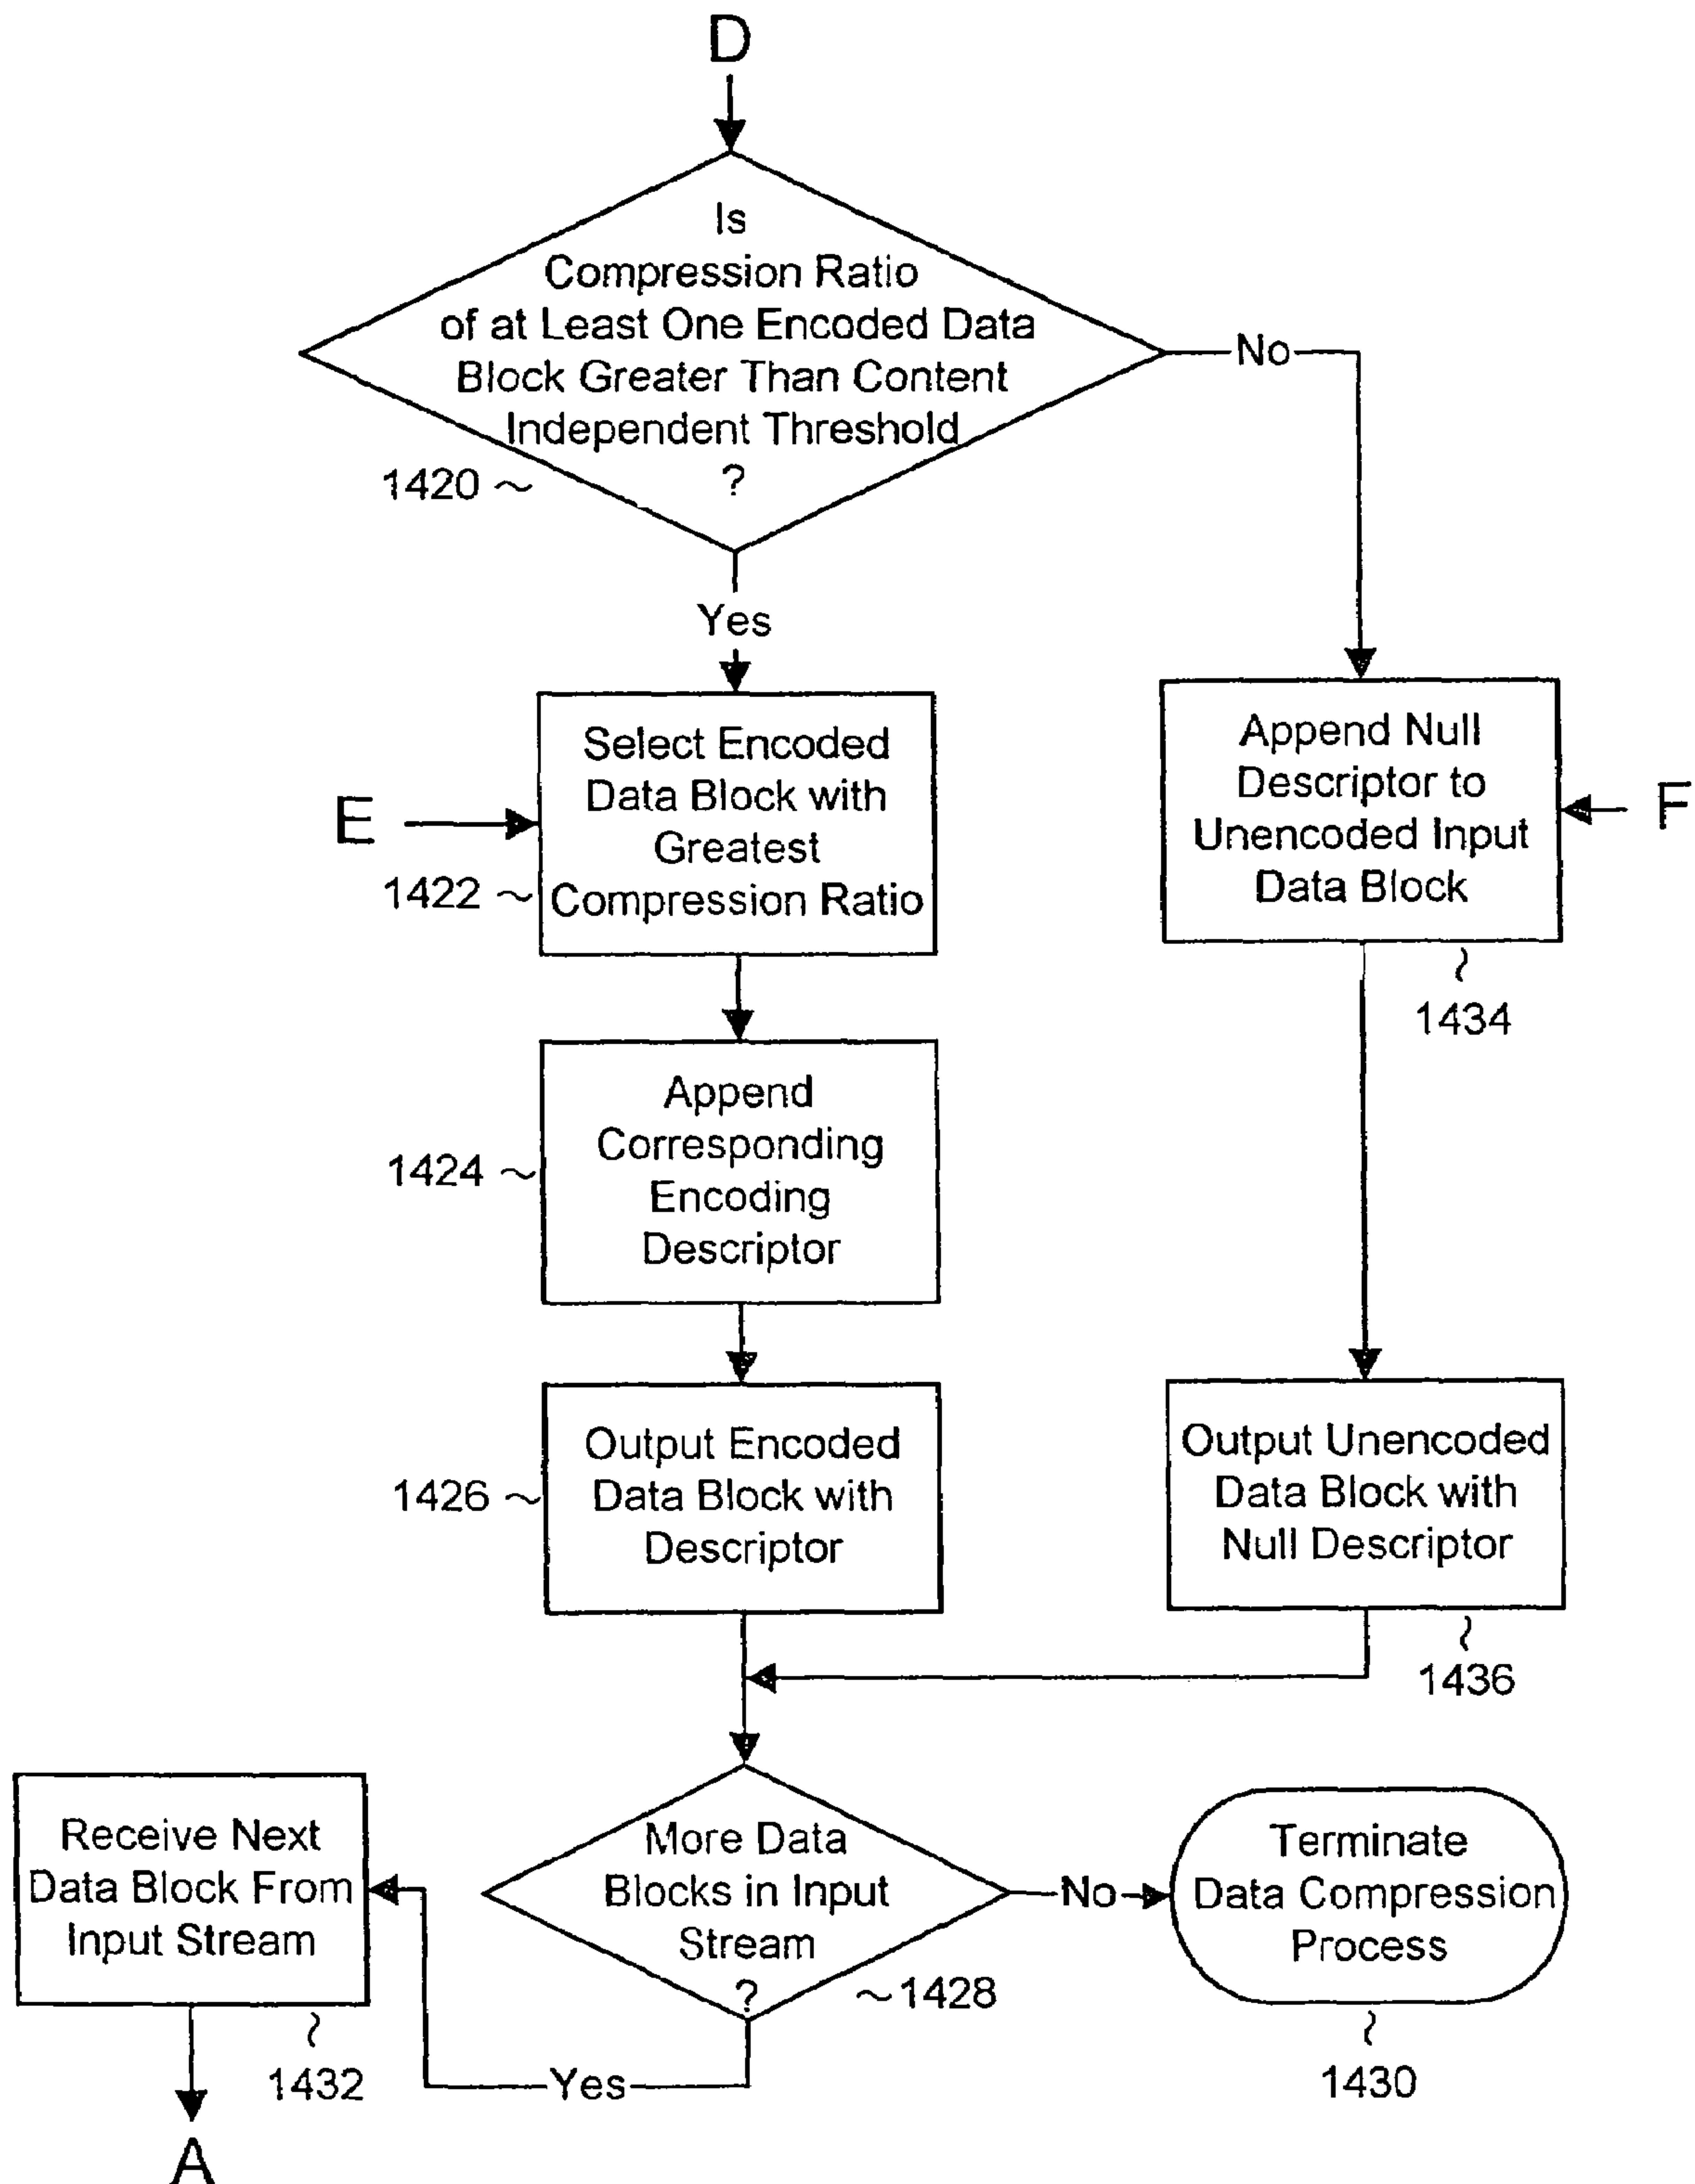 D
Is
Compression Ratio
of at Least One Encoded Data
Block Greater Than Content
Independent Threshold
?
1420
No
Yes
Select Encoded
Data Block with
Greatest
Compression Ratio
E
1422
Append Null
Descriptor to
Unencoded Input
Data Block
F
1434
Append
Corresponding
Encoding
Descriptor
1424
Output Encoded
Data Block with
Descriptor
1426
Output Unencoded
Data Block with
Null Descriptor
1436
Receive Next
Data Block From
Input Stream
1432
More Data
Blocks in Input
Stream
?
1428
No
Terminate
Data Compression
Process
1430
Yes
A